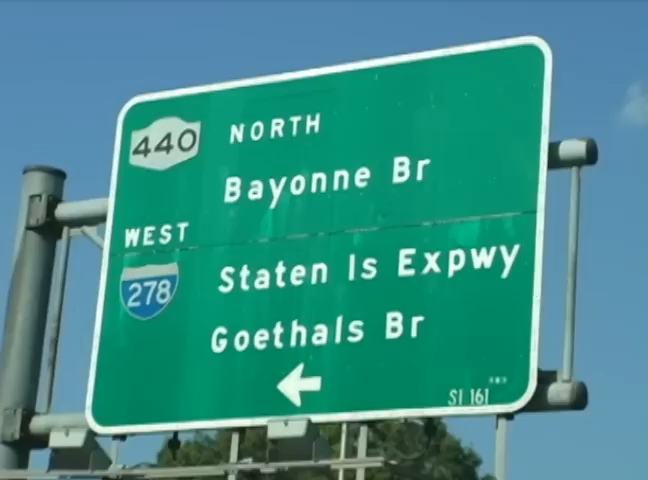 440 NORTH
Bayonne Br
WEST
278 Staten Is Expwy
Goethals Br
SI 161